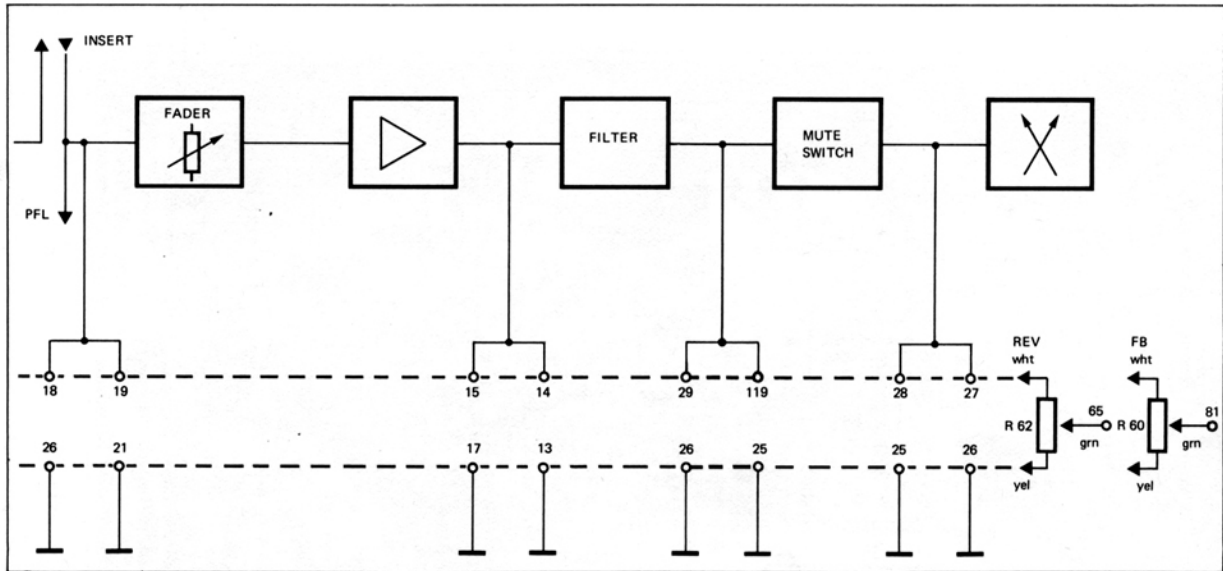 INSERT
FADER
FILTER
MUTE
SWITCH
PFL
REV
wht
FB
wht
18 19 15 14 29 119 28 27
R 62
65
grn
R 60
81
grn
26 21 17 13 26 25 25 26
yel
yel